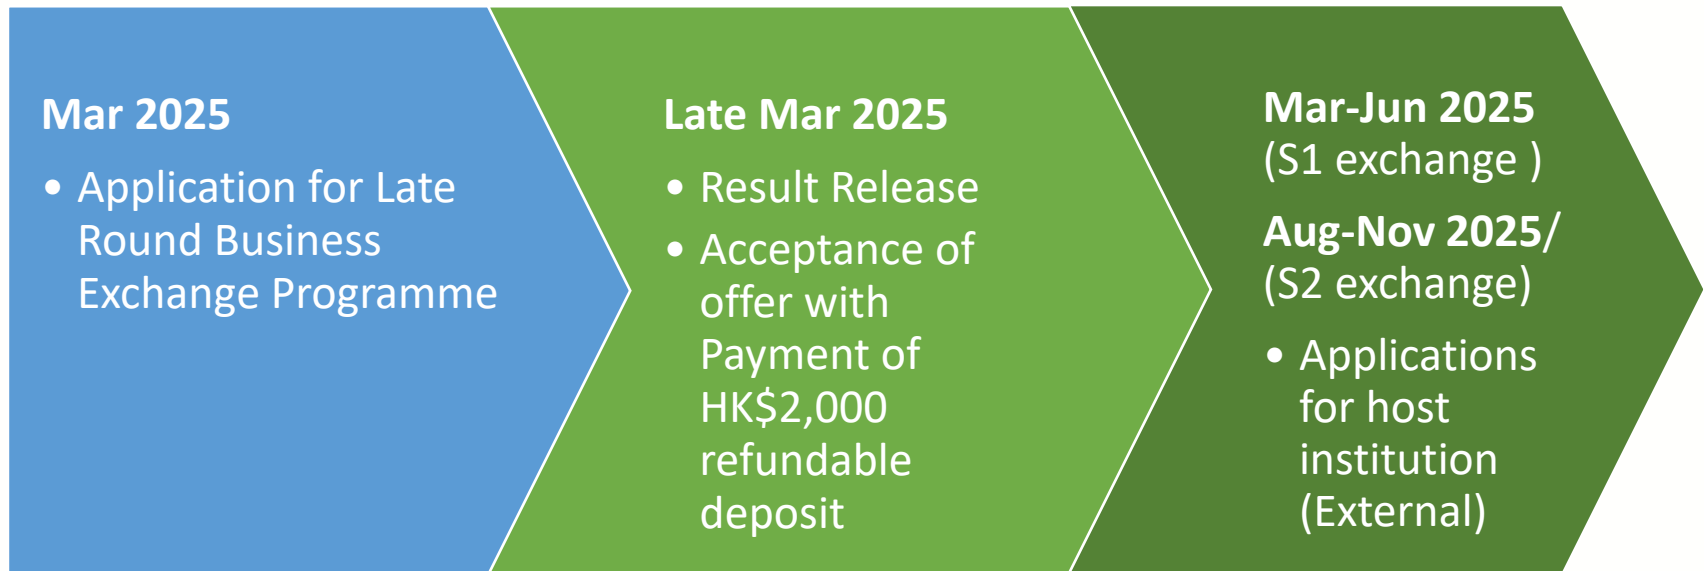 Mar 2025
• Application for Late
Round Business
Exchange Programme
Late Mar 2025
• Result Release
• Acceptance of
offer with
Payment of
HK$2,000
refundable
deposit
Mar-Jun 2025
(S1 exchange )
Aug-Nov 2025/
(S2 exchange)
• Applications
for host
institution
(External)